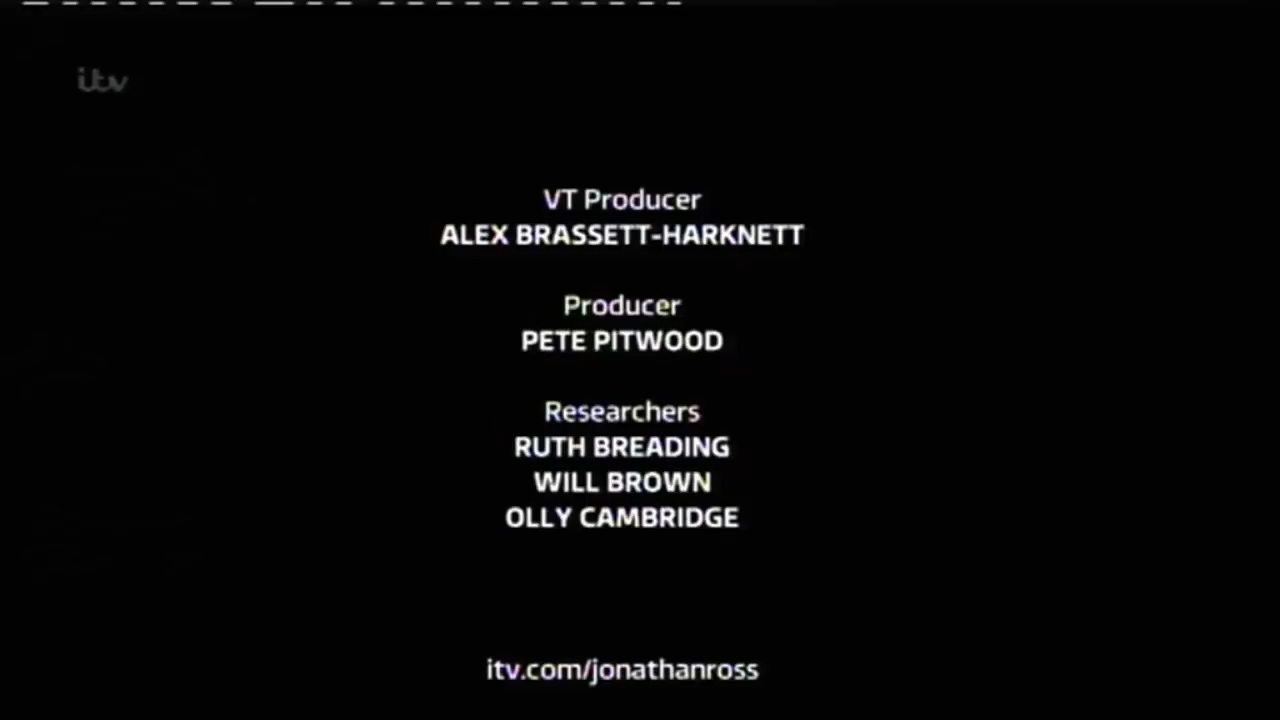 itv
VT Producer
ALEX BRASSETT-HARKNETT
Producer
PETE PITWOOD
Researchers
RUTH BREADING
WILL BROWN
OLLY CAMBRIDGE
itv.com/jonathanross